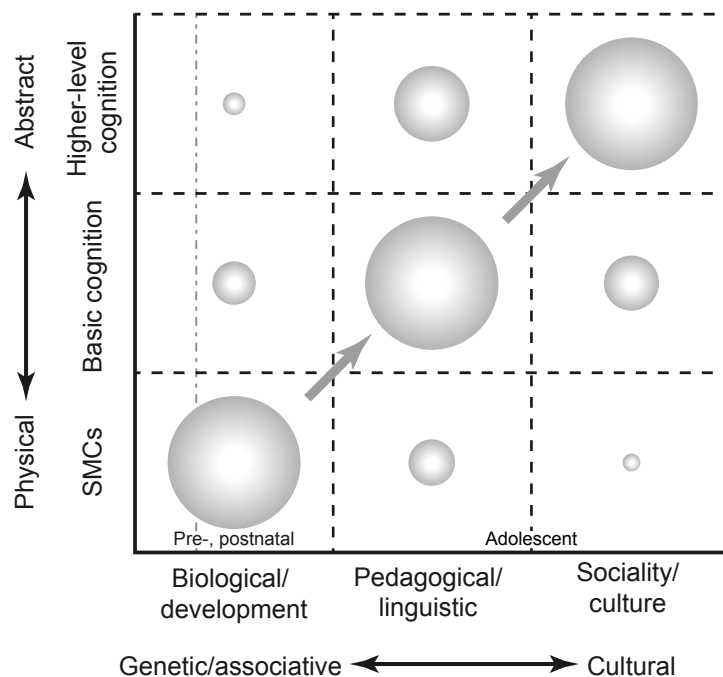 Abstract
Higher-level
cognition
Basic cognition
Physical
SMCs
Pre-, postnatal
Adolescent
Biological/
development
Pedagogical/
linguistic
Sociality/
culture
Genetic/associative
Cultural